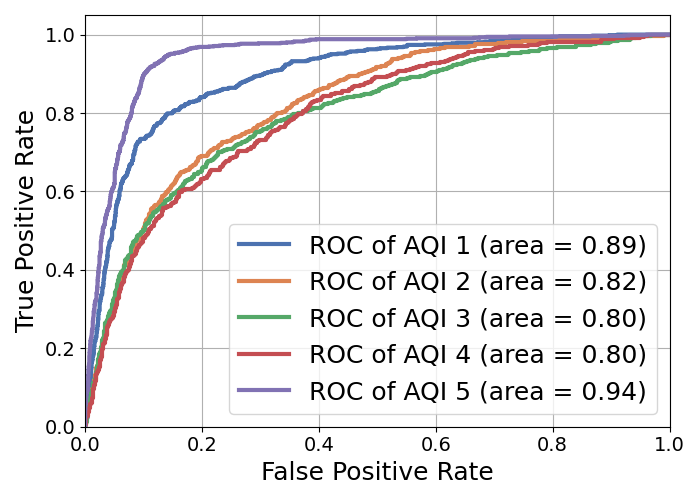 True Positive Rate
1.0
0.8
0.6
0.4
0.2
0.0
ROC of AQI 1 (area = 0.89)
ROC of AQI 2 (area = 0.82)
ROC of AQI 3 (area = 0.80)
ROC of AQI 4 (area = 0.80)
ROC of AQI 5 (area = 0.94)
0.0 0.2 0.4 0.6 0.8 1.0
False Positive Rate